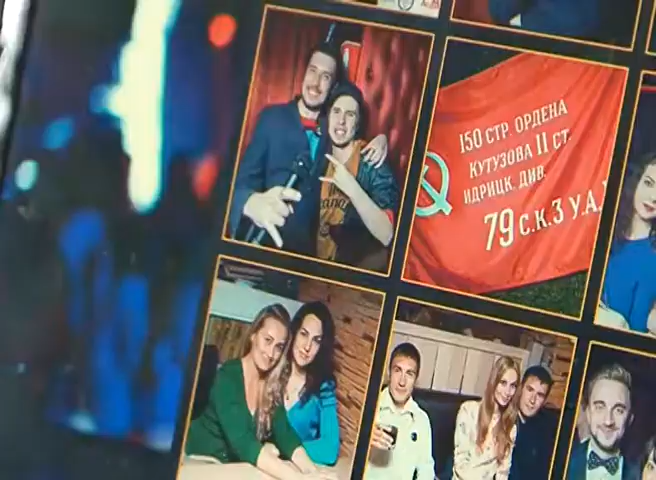 150 СТР. ОРДЕНА
КУТУЗОВА II СТ.
ИДРИЦК. ДИВ.
79 С.К. 3 У.А.